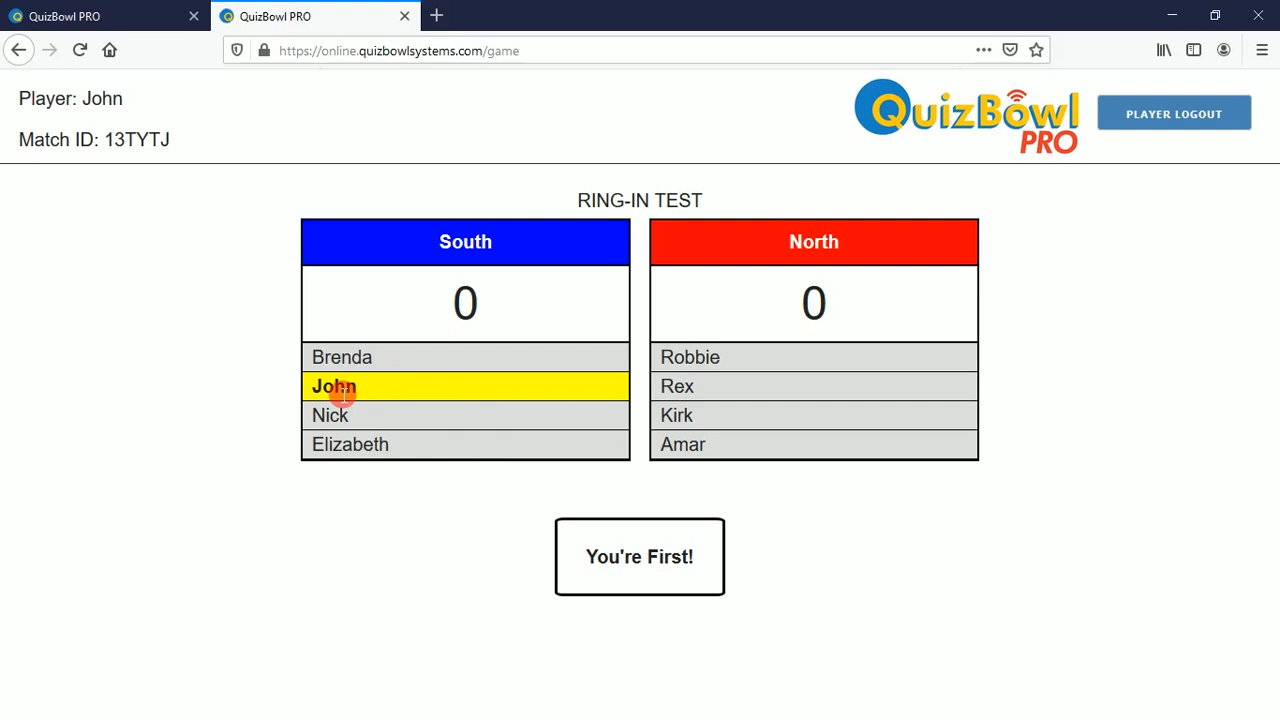 QuizBowl PRO
QuizBowl PRO
https://online.quizbowlsystems.com/game
Player: John
Match ID: 13TYTJ
QuizBowl
PRO
PLAYER LOGOUT
RING-IN TEST
South
North
0
0
Brenda
Robbie
John
Rex
Nick
Kirk
Elizabeth
Amar
You're First!